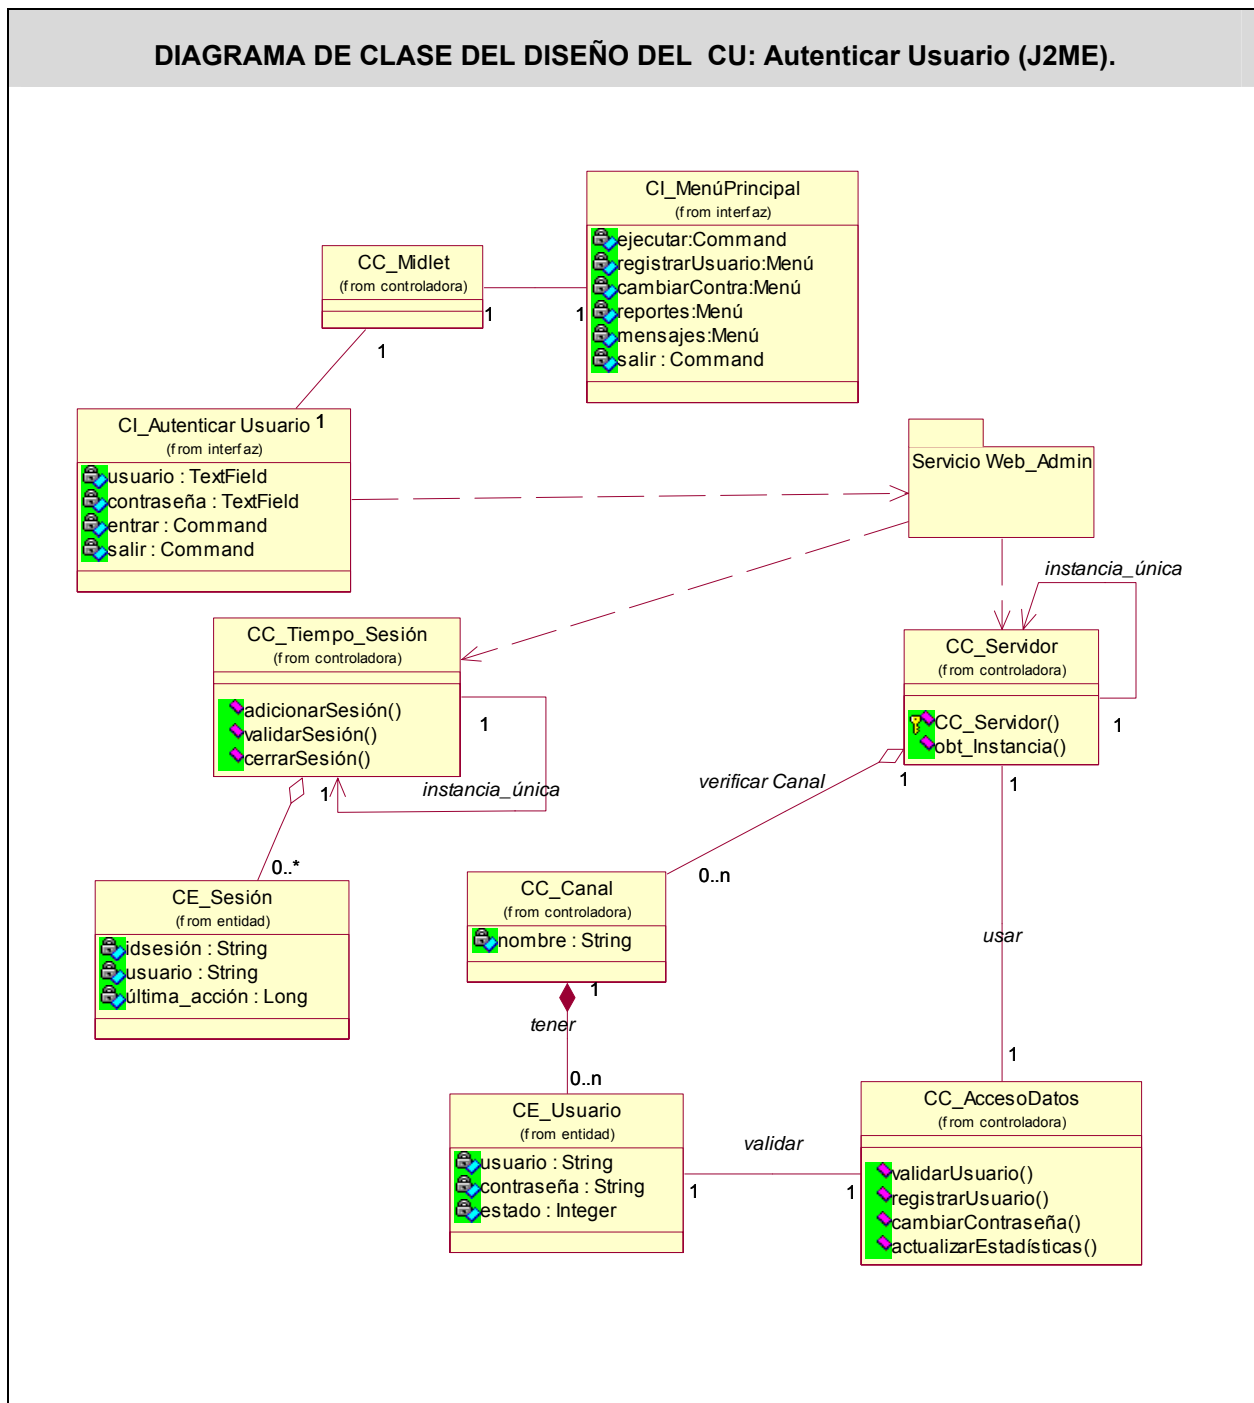 DIAGRAMA DE CLASE DEL DISEÑO DEL CU: Autenticar Usuario (J2ME).
CI_MenúPrincipal
(from interfaz)
ejecutar:Command
registrarUsuario:Menú
cambiarContra:Menú
reportes:Menú
mensajes:Menú
salir : Command
CC_Midlet
(from controladora)
1
1
1
1
CI_Autenticar Usuario
(from interfaz)
usuario : TextField
contraseña : TextField
entrar : Command
salir : Command
Servicio Web_Admin
instancia_única
CC_Tiempo_Sesión
(from controladora)
adicionarSesión()
validarSesión()
cerrarSesión()
1
1
instancia_única
CC_Servidor
(from controladora)
CC_Servidor()
obt_Instancia()
1
1
1
verificar Canal
0..*
0..n
CE_Sesión
(from entidad)
idsesión : String
usuario : String
última_acción : Long
CC_Canal
(from controladora)
nombre : String
1
tener
0..n
usar
1
CE_Usuario
(from entidad)
usuario : String
contraseña : String
estado : Integer
validar
1
1
CC_AccesoDatos
(from controladora)
validarUsuario()
registrarUsuario()
cambiarContraseña()
actualizarEstadísticas()